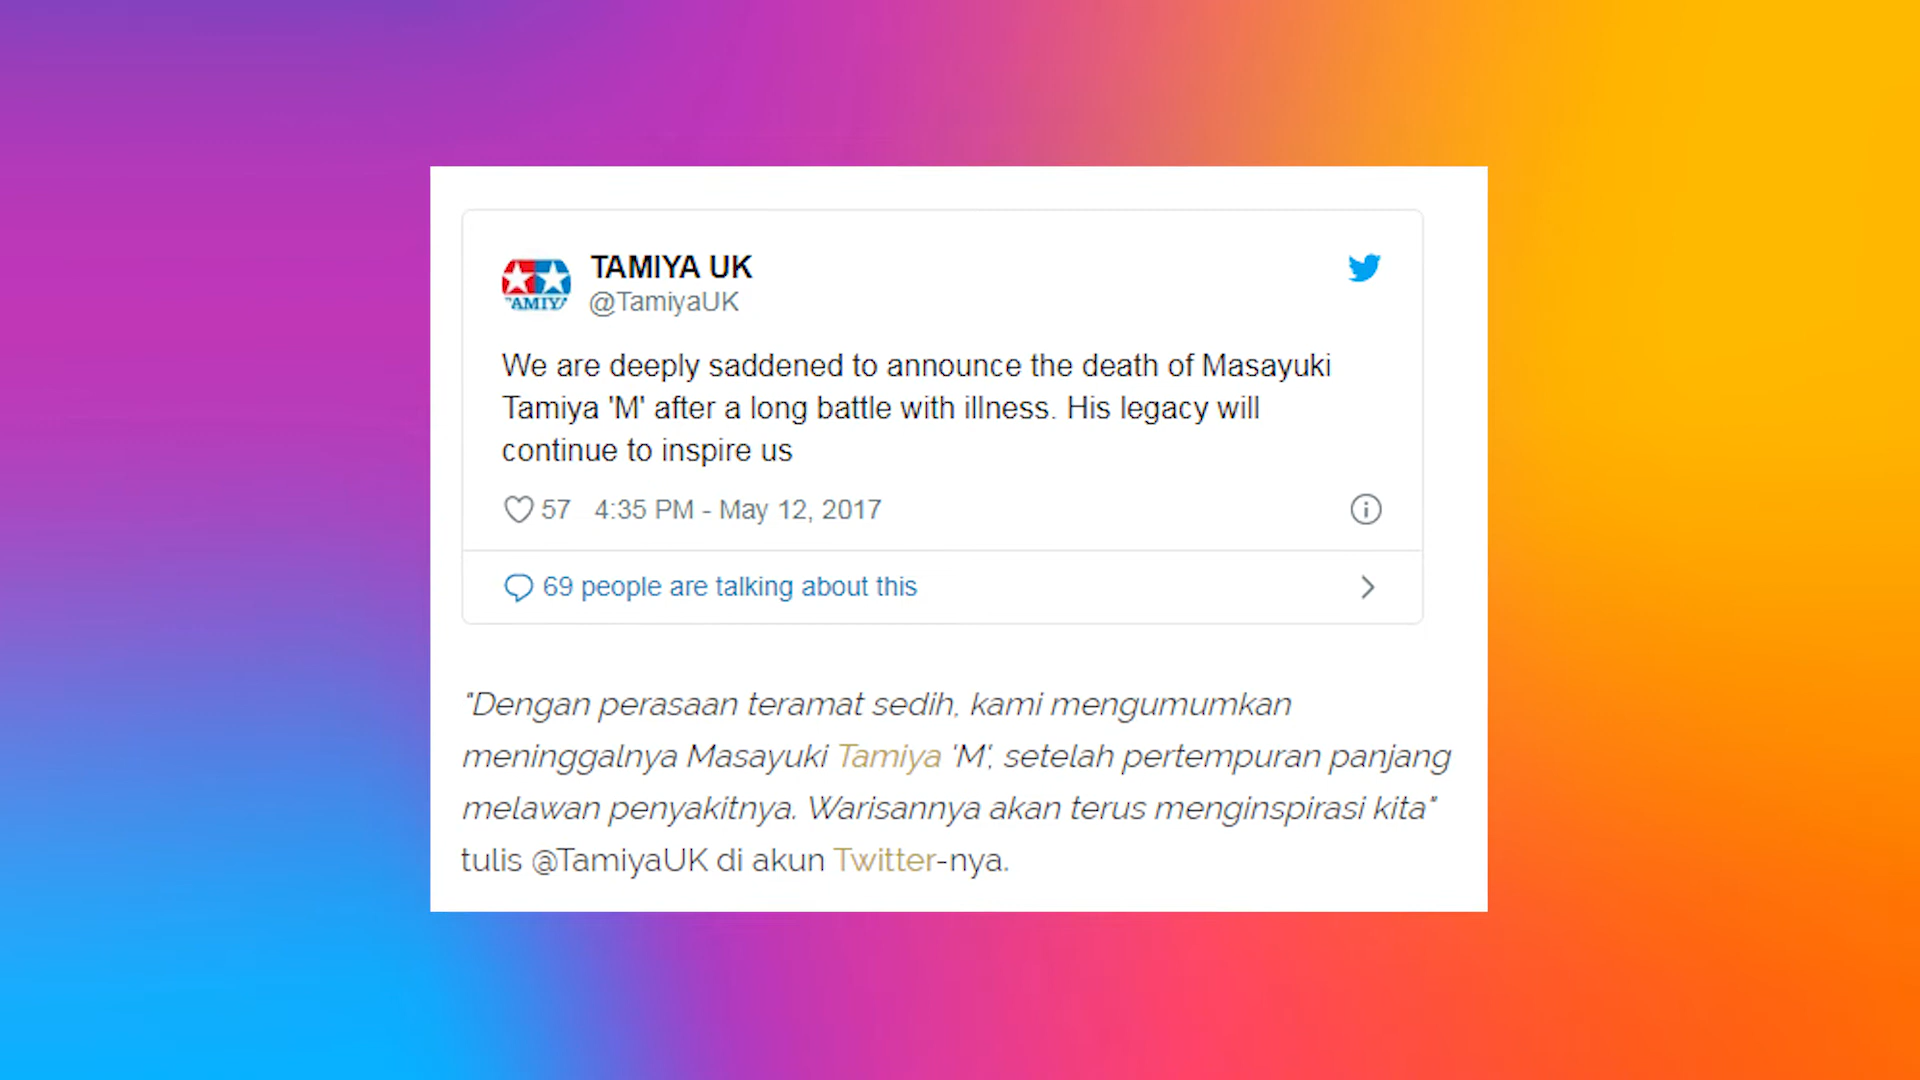 TAMIYA UK
@TamiyaUK
We are deeply saddened to announce the death of Masayuki
Tamiya 'M' after a long battle with illness. His legacy will
continue to inspire us
57 4:35 PM - May 12, 2017
69 people are talking about this
"Dengan perasaan teramat sedih, kami mengumumkan
meninggalnya Masayuki Tamiya 'M', setelah pertempuran panjang
melawan penyakitnya. Warisannya akan terus menginspirasi kita"
tulis @TamiyaUK di akun Twitter-nya.